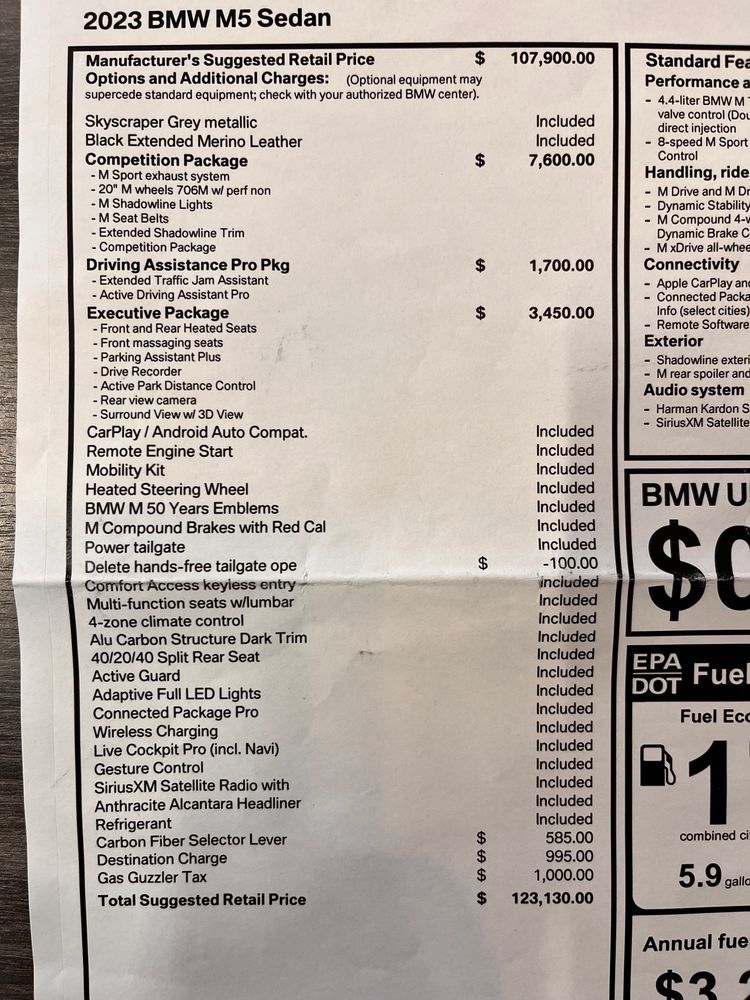 2023 BMW M5 Sedan
Manufacturer's Suggested Retail Price $ 107,900.00
Options and Additional Charges: (Optional equipment may
supercede standard equipment; check with your authorized BMW center).
Skyscraper Grey metallic Included
Black Extended Merino Leather Included
Competition Package $ 7,600.00
- M Sport exhaust system
- 20" M wheels 706M w/ perf non
- M Shadowline Lights
- M Seat Belts
- Extended Shadowline Trim
- Competition Package
Driving Assistance Pro Pkg $ 1,700.00
- Extended Traffic Jam Assistant
- Active Driving Assistant Pro
Executive Package $ 3,450.00
- Front and Rear Heated Seats
- Front massaging seats
- Parking Assistant Plus
- Drive Recorder
- Active Park Distance Control
- Rear view camera
- Surround View w/ 3D View
CarPlay / Android Auto Compat. Included
Remote Engine Start Included
Mobility Kit Included
Heated Steering Wheel Included
BMW M 50 Years Emblems Included
M Compound Brakes with Red Cal Included
Power tailgate Included
Delete hands-free tailgate ope $ -100.00
Comfort Access keyless entry Included
Multi-function seats w/lumbar Included
4-zone climate control Included
Alu Carbon Structure Dark Trim Included
40/20/40 Split Rear Seat Included
Active Guard Included
Adaptive Full LED Lights Included
Connected Package Pro Included
Wireless Charging Included
Live Cockpit Pro (incl. Navi) Included
Gesture Control Included
SiriusXM Satellite Radio with Included
Anthracite Alcantara Headliner Included
Refrigerant Included
Carbon Fiber Selector Lever $ 585.00
Destination Charge $ 995.00
Gas Guzzler Tax $ 1,000.00
Total Suggested Retail Price $ 123,130.00
Standard Fea
Performance a
- 4.4-liter BMW M
valve control (Dou
direct injection
- 8-speed M Sport
Control
Handling, ride
- M Drive and M Dr
- Dynamic Stability
- M Compound 4-w
Dynamic Brake C
- M xDrive all-whee
Connectivity
- Apple CarPlay and
- Connected Packa
Info (select cities)
- Remote Software
Exterior
- Shadowline exteri
- M rear spoiler and
Audio system
- Harman Kardon S
- SiriusXM Satellite
BMW U
$0
EPA
DOT Fuel
Fuel Eco
1
combined ci
5.9 gallo
Annual fue
$3,2